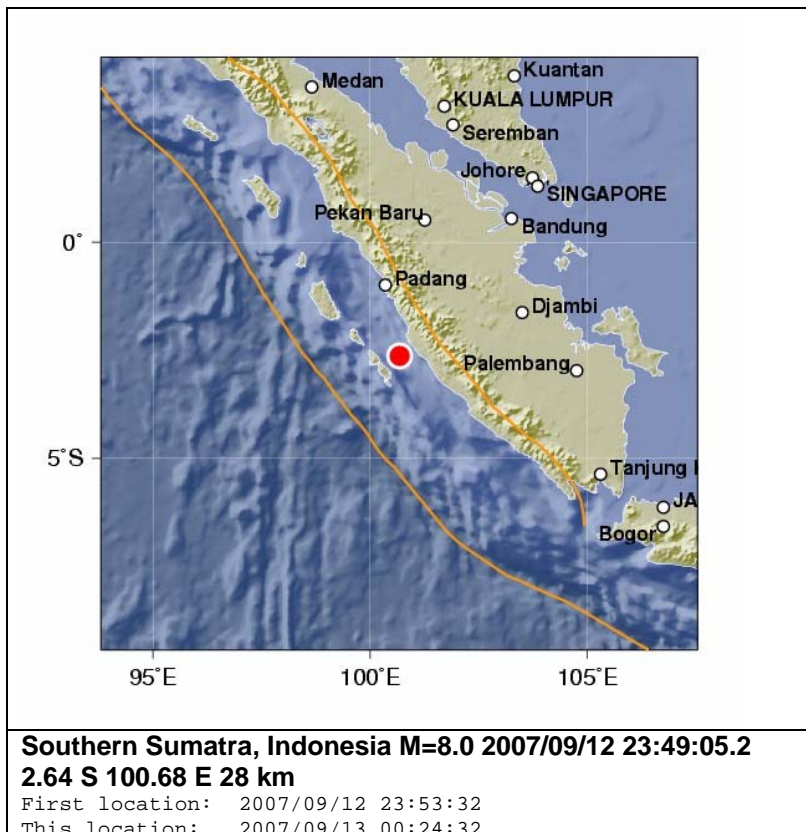 Medan
Kuantan
KUALA LUMPUR
Seremban
Johore
SINGAPORE
Pekan Baru
Bandung
0°
Padang
Djambi
Palembang
5°S
Tanjung
JA
Bogor
95°E 100°E 105°E
Southern Sumatra, Indonesia M=8.0 2007/09/12 23:49:05.2
2.64 S 100.68 E 28 km
First location: 2007/09/12 23:53:32
This location: 2007/09/13 00:24:32